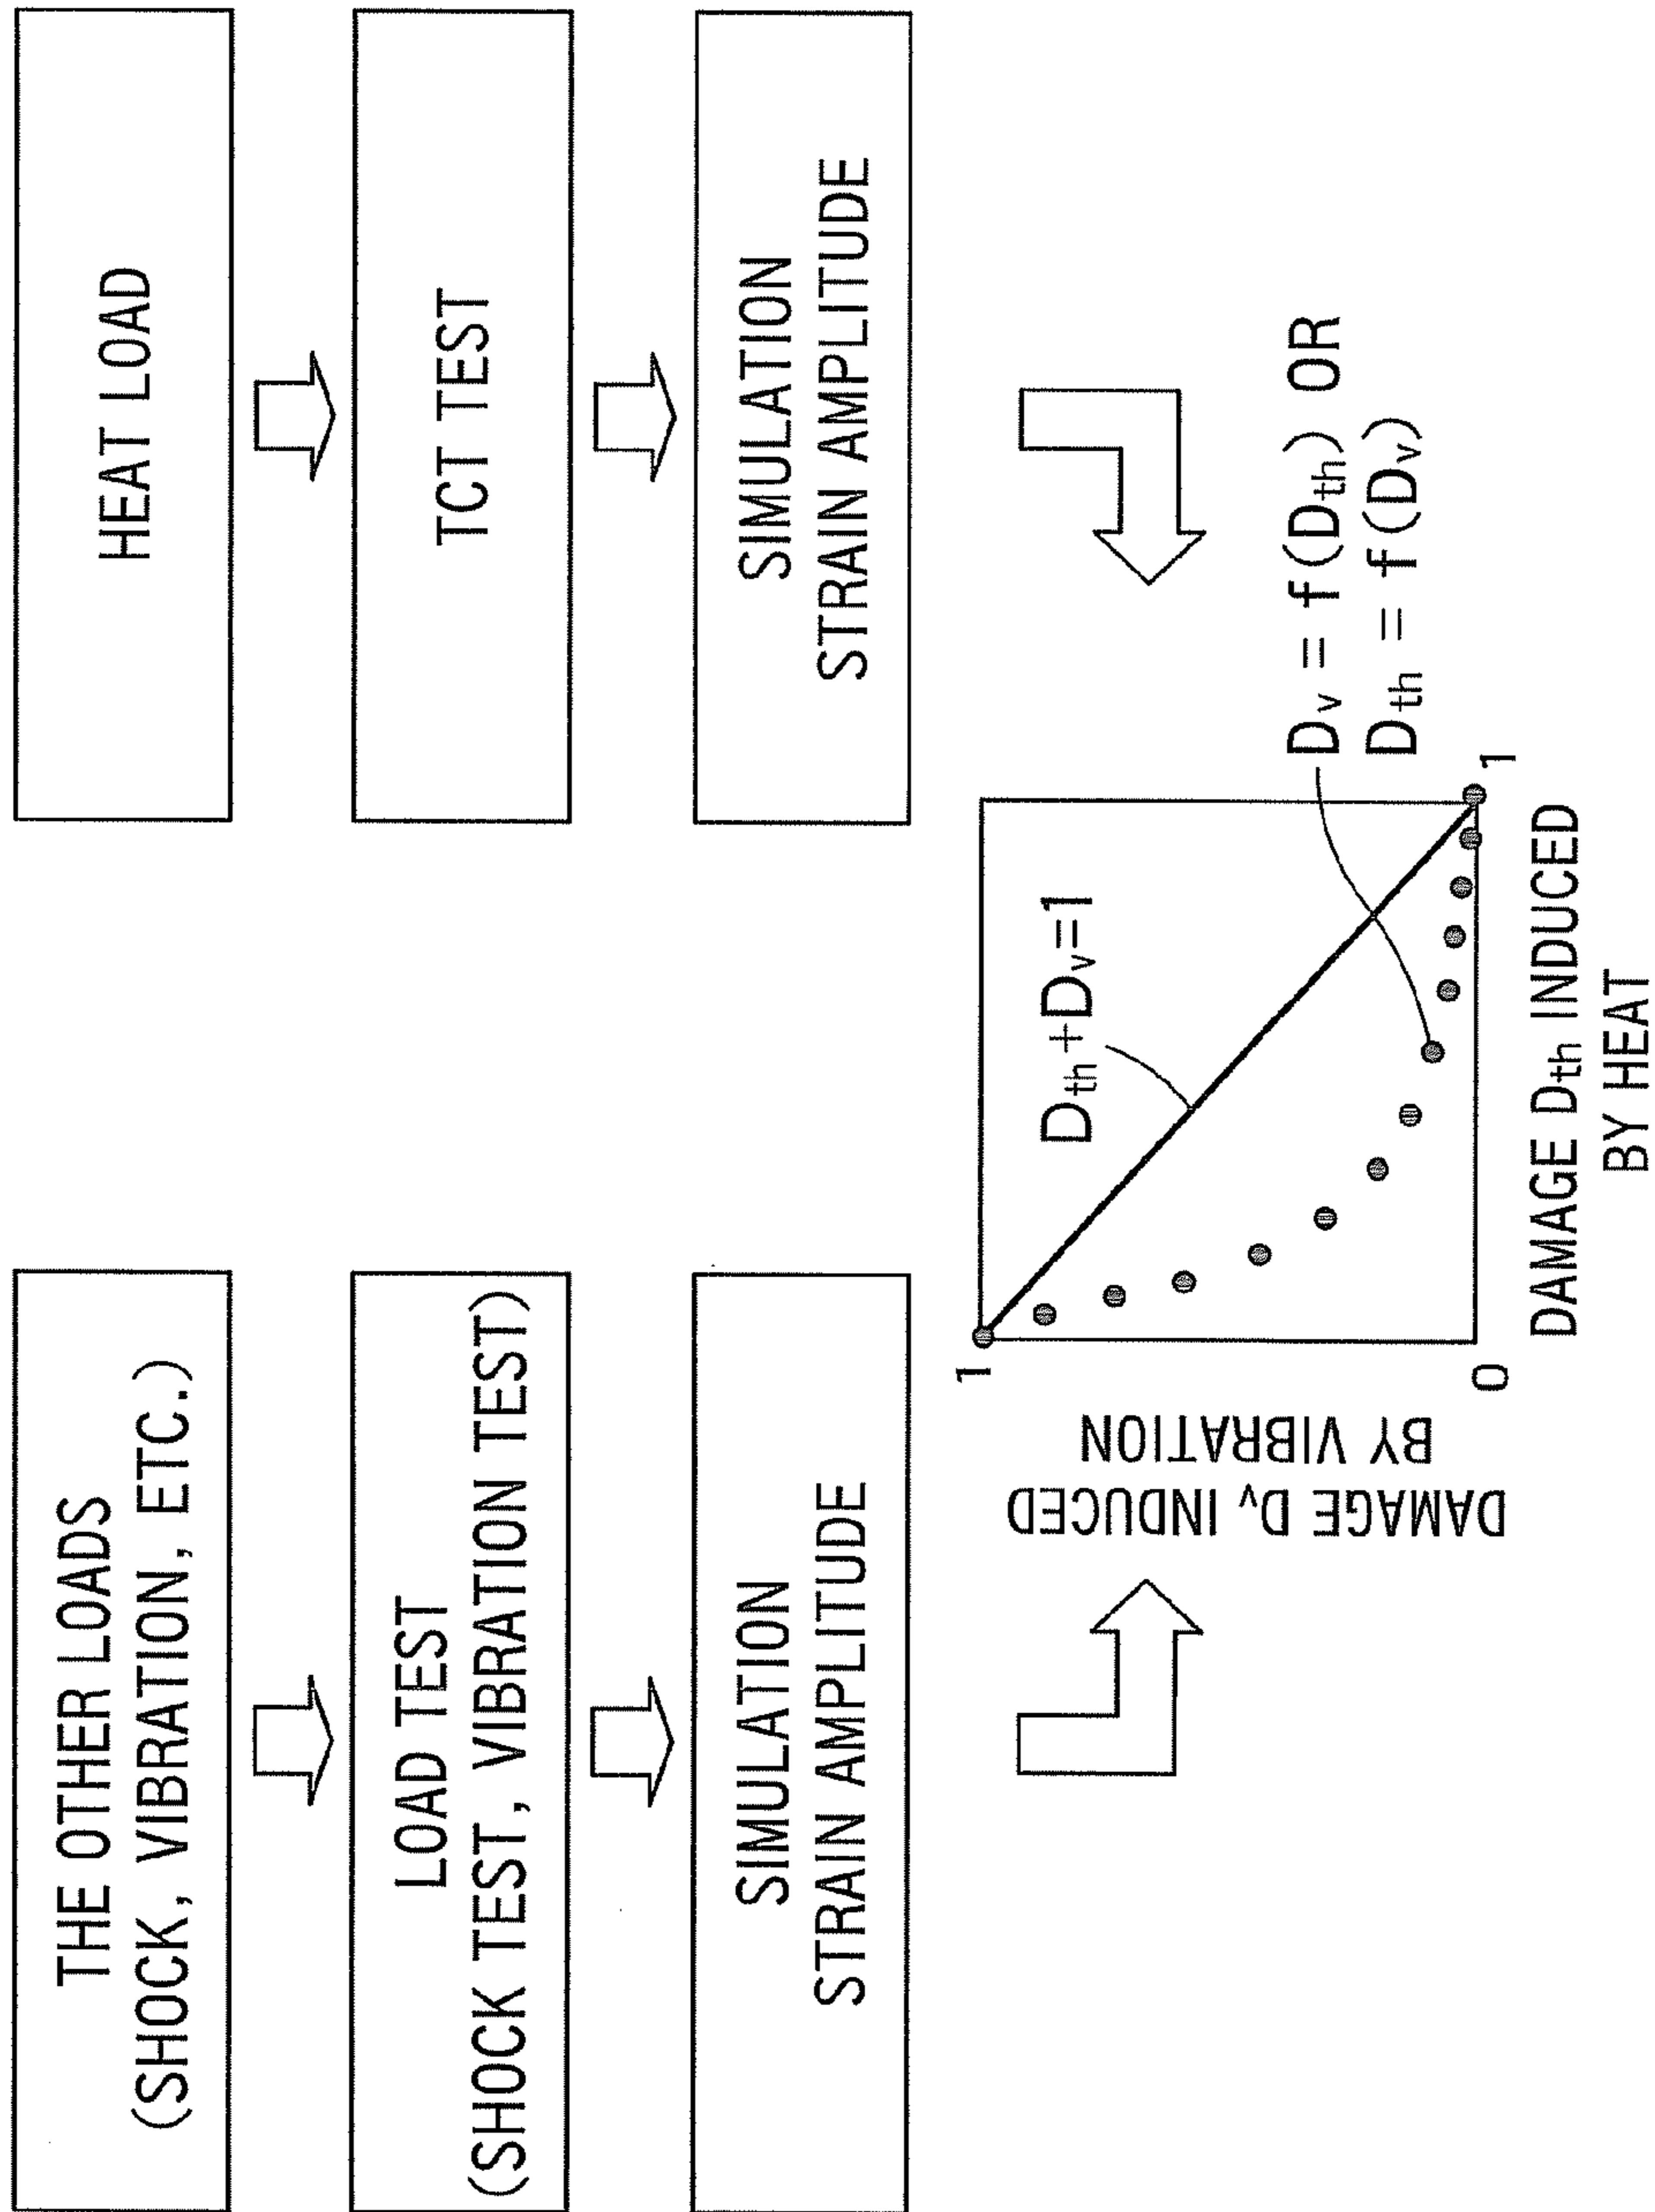 THE OTHER LOADS
(SHOCK, VIBRATION, ETC.)
LOAD TEST
(SHOCK TEST, VIBRATION TEST)
SIMULATION
STRAIN AMPLITUDE
HEAT LOAD
TCT TEST
SIMULATION
STRAIN AMPLITUDE
DAMAGE Dv INDUCED
BY VIBRATION
1
0
Dth+Dv=1
1
Dv = f(Dth) OR
Dth = f(Dv)
DAMAGE Dth INDUCED
BY HEAT